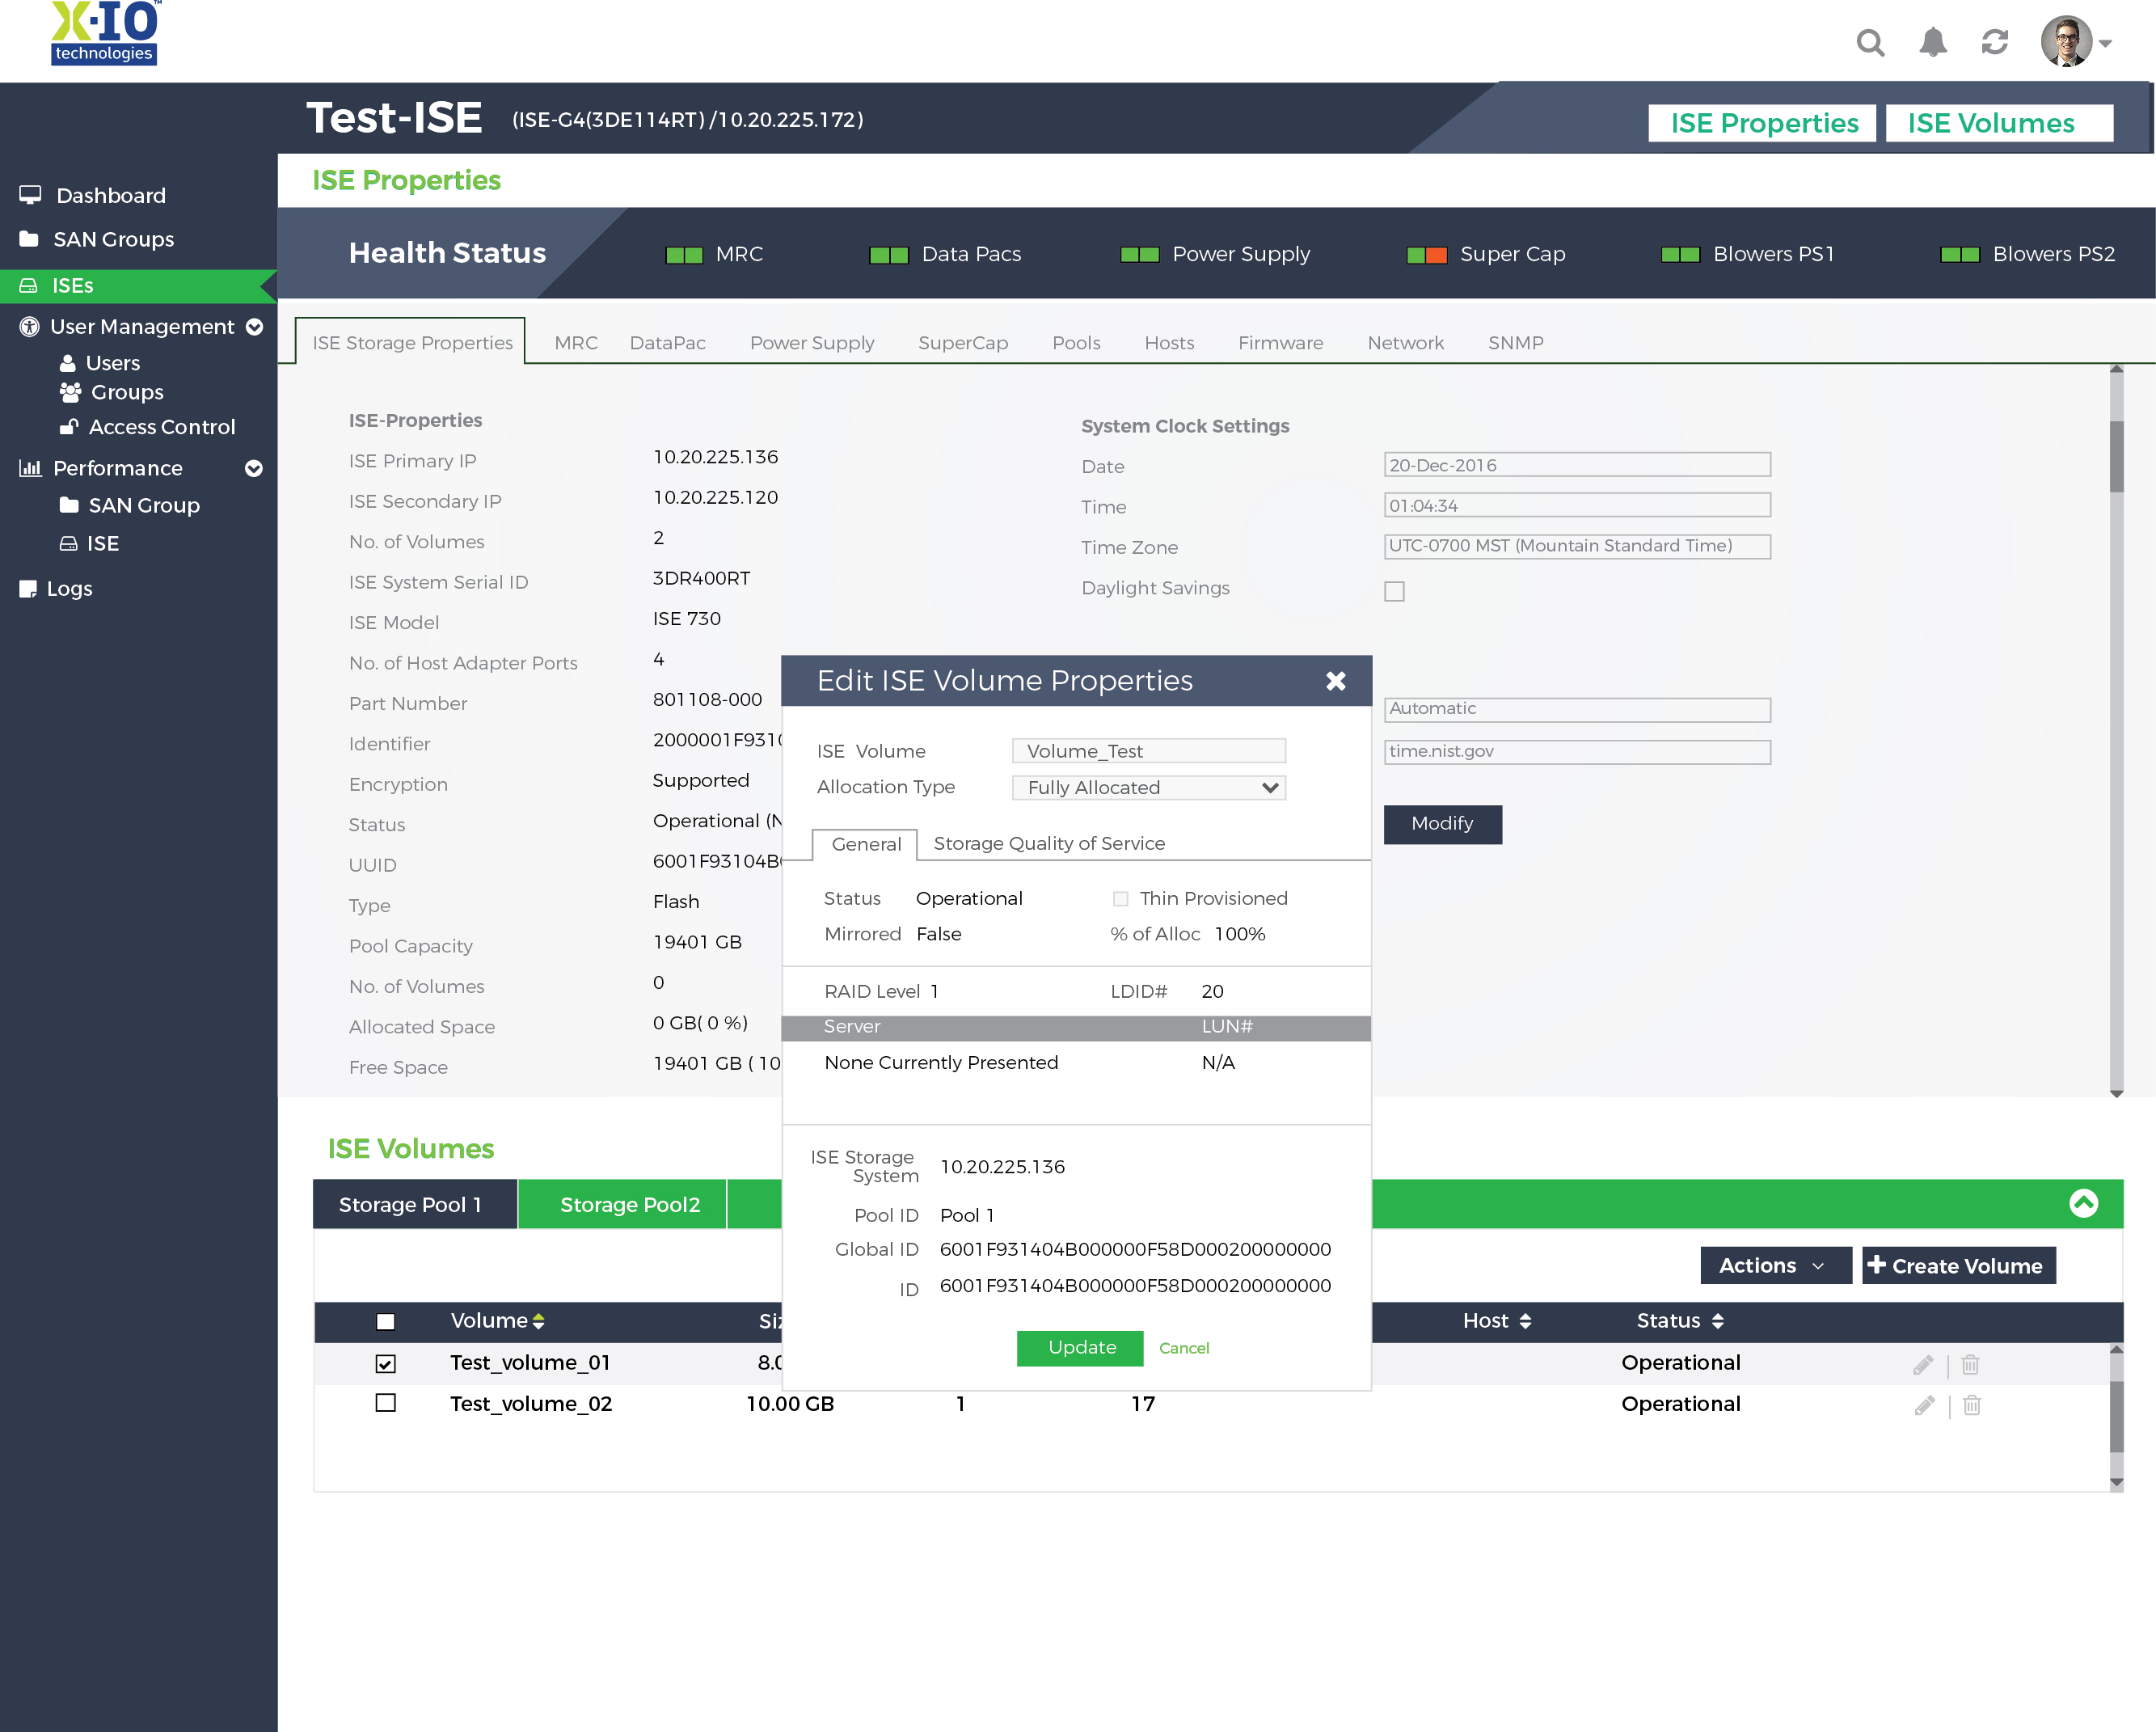 X-IO™
technologies
Test-ISE (ISE-G4(3DE114RT) /10.20.225.172)
ISE Properties ISE Volumes
Dashboard
SAN Groups
ISEs
User Management
Users
Groups
Access Control
Performance
SAN Group
ISE
Logs
ISE Properties
Health Status MRC Data Pacs Power Supply Super Cap Blowers PS1 Blowers PS2
ISE Storage Properties MRC DataPac Power Supply SuperCap Pools Hosts Firmware Network SNMP
ISE-Properties
ISE Primary IP 10.20.225.136
ISE Secondary IP 10.20.225.120
No. of Volumes 2
ISE System Serial ID 3DR400RT
ISE Model ISE 730
No. of Host Adapter Ports 4
Part Number 801108-000
Identifier 2000001F931
Encryption Supported
Status Operational (N
UUID 6001F93104B
Type Flash
Pool Capacity 19401 GB
No. of Volumes 0
Allocated Space 0 GB( 0 %)
Free Space 19401 GB ( 10
System Clock Settings
Date 20-Dec-2016
Time 01:04:34
Time Zone UTC-0700 MST (Mountain Standard Time)
Daylight Savings
Automatic
time.nist.gov
Modify
Edit ISE Volume Properties
ISE Volume Volume_Test
Allocation Type Fully Allocated
General Storage Quality of Service
Status Operational Thin Provisioned
Mirrored False % of Alloc 100%
RAID Level 1 LDID# 20
Server LUN#
None Currently Presented N/A
ISE Storage
System 10.20.225.136
Pool ID Pool 1
Global ID 6001F931404B000000F58D000200000000
ID 6001F931404B000000F58D000200000000
Update Cancel
ISE Volumes
Storage Pool 1 Storage Pool2
Actions + Create Volume
Volume Si Host Status
Test_volume_01 8.0 Operational
Test_volume_02 10.00 GB 1 17 Operational